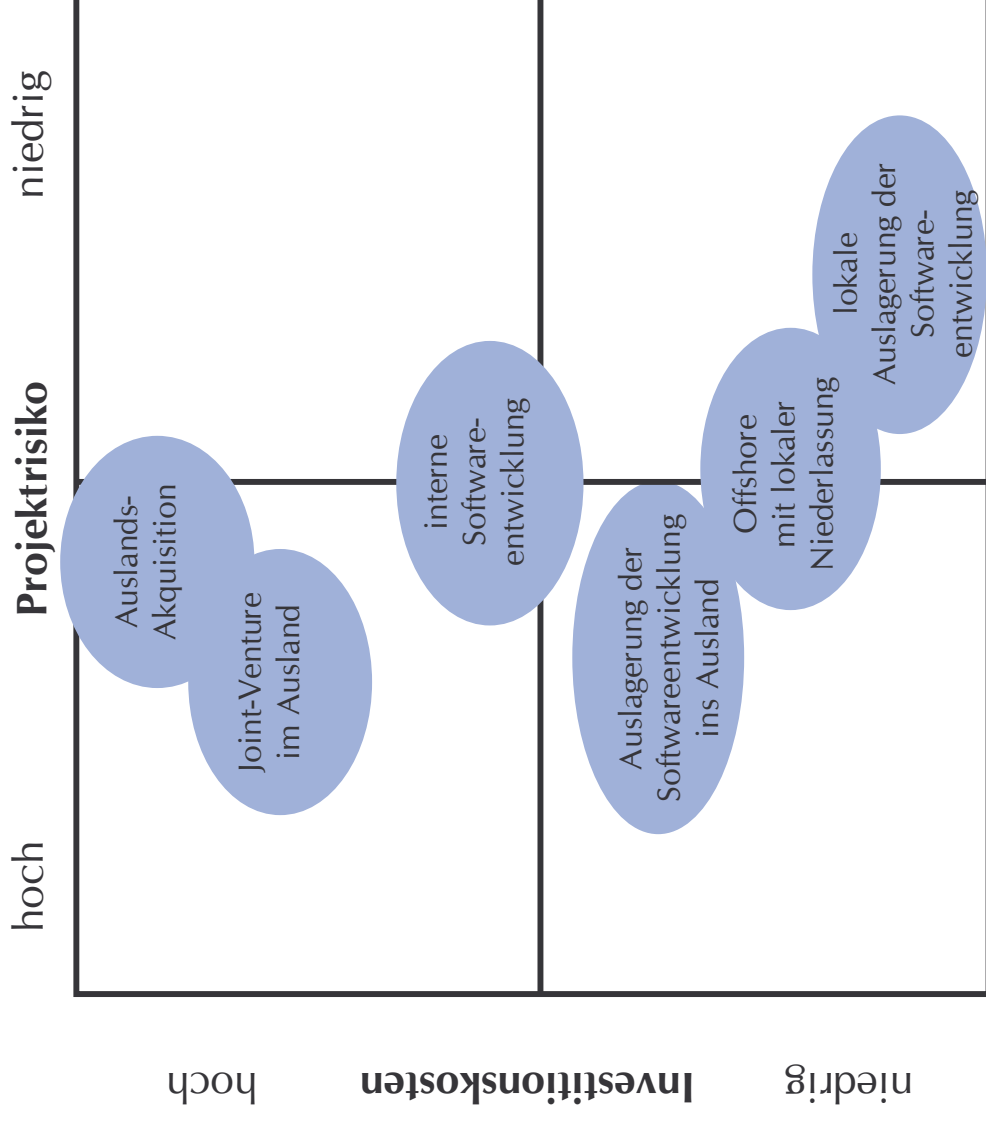 Projektrisiko
hoch
niedrig
Investitionskosten
hoch
niedrig
Auslands-
Akquisition
Joint-Venture
im Ausland
interne
Software-
entwicklung
Auslagerung der
Softwareentwicklung
ins Ausland
Offshore
mit lokaler
Niederlassung
lokale
Auslagerung der
Software-
entwicklung